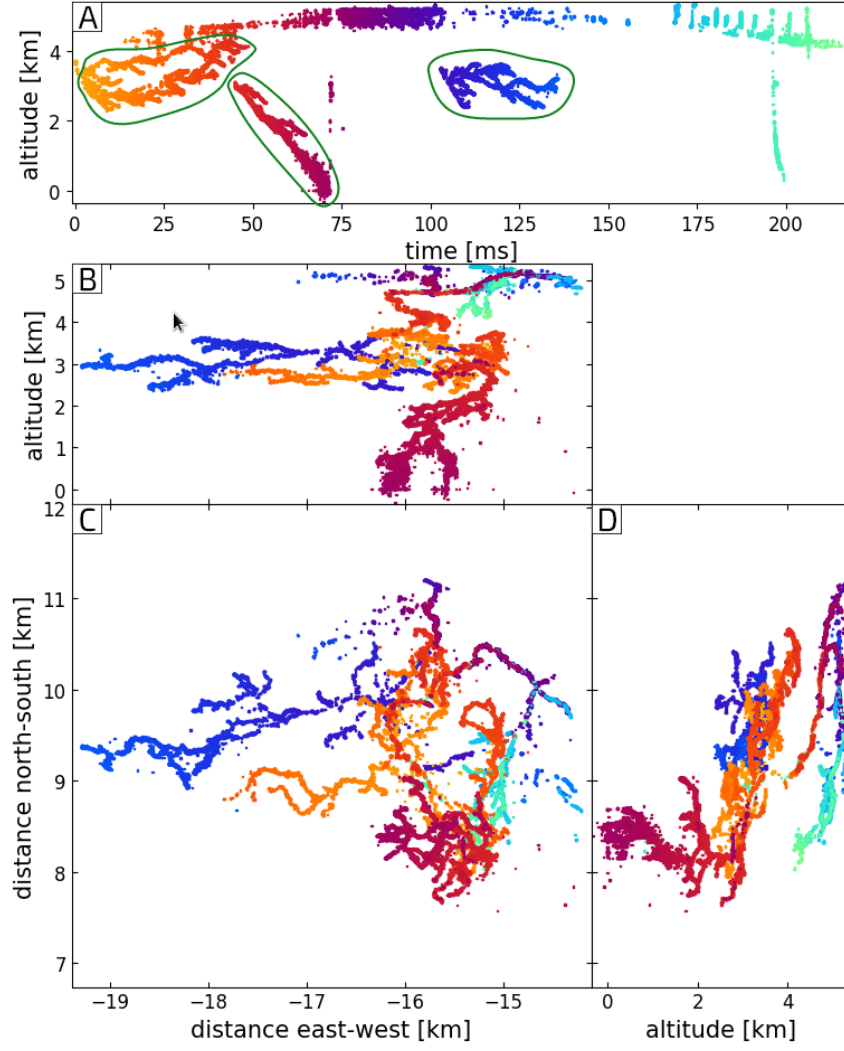 A
altitude [km]
4
2
0
0 25 50 75 100 125 150 175 200
time [ms]
B
altitude [km]
5
4
3
2
1
0
C
D
distance north-south [km]
12
11
10
9
8
7
−19 −18 −17 −16 −15
0 2 4
distance east-west [km]
altitude [km]